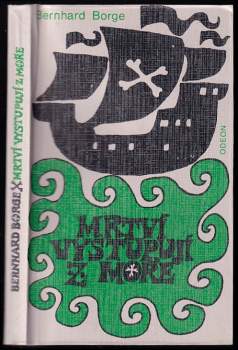 BERNHARD BORGE X MRTVÍ VYSTUPUJÍ Z MOŘE
Bernhard Borge
ODEON
MRTVÍ
VYSTUPUJÍ
Z MOŘE